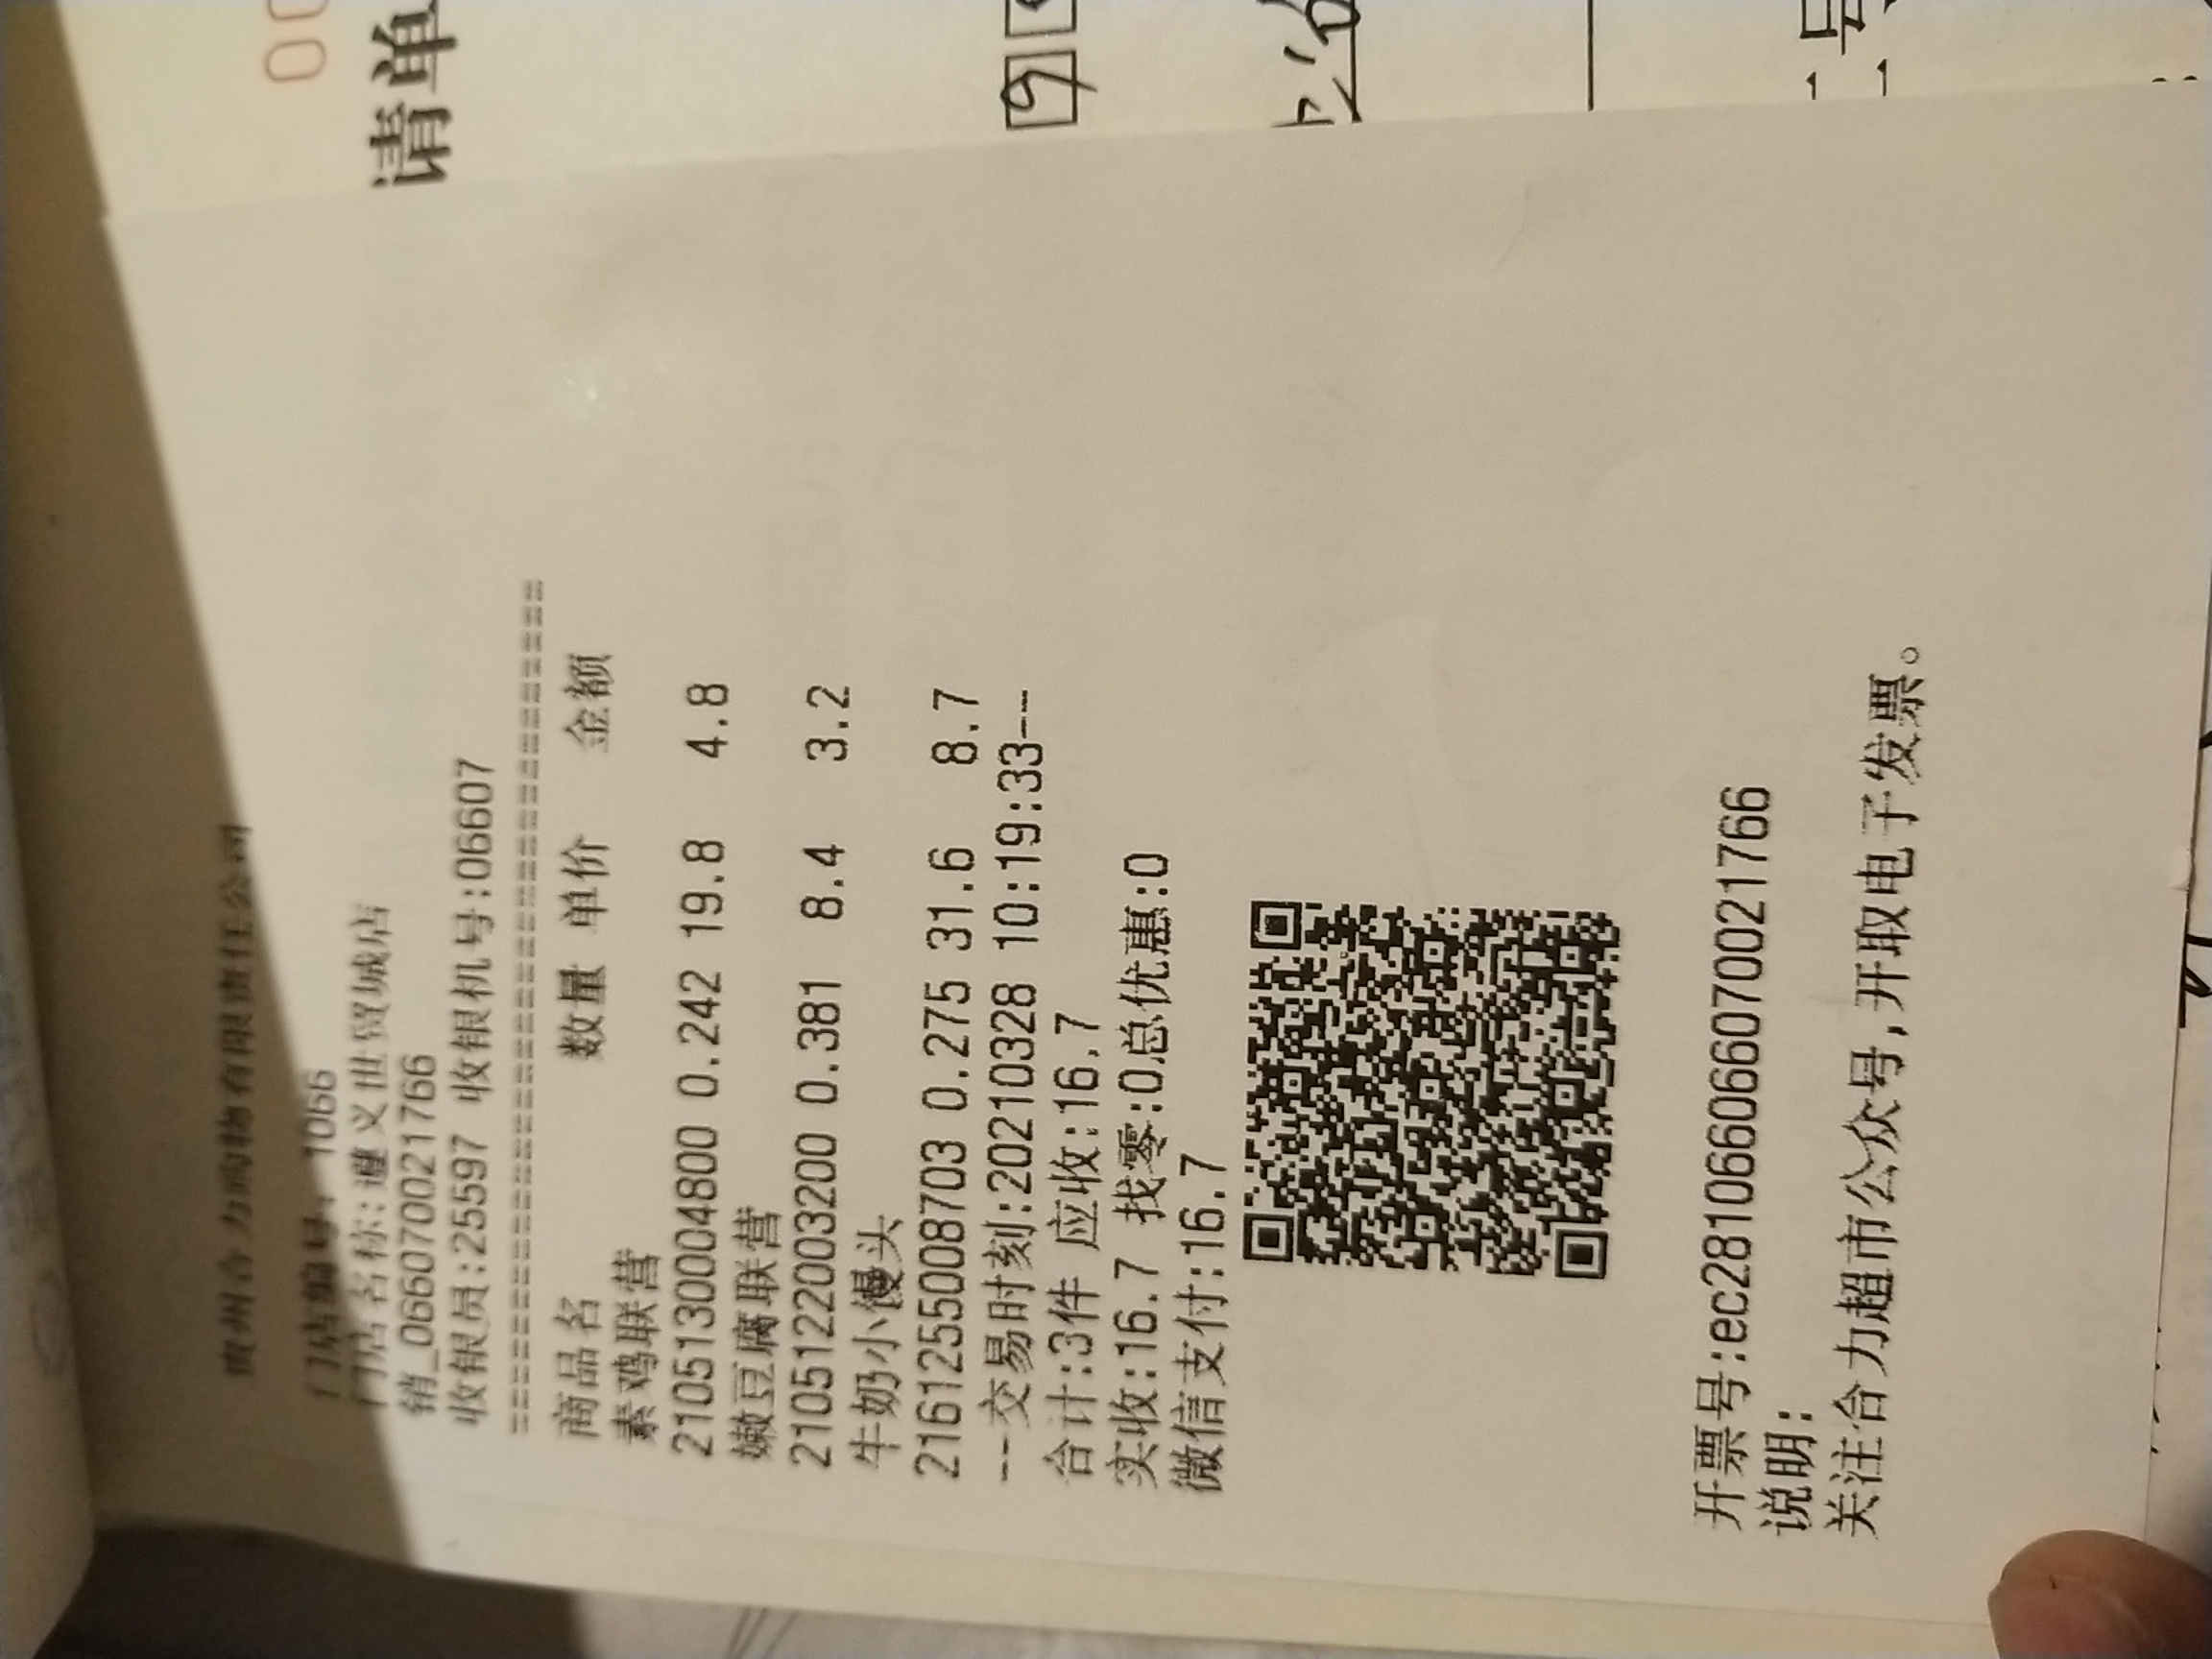 贵州合力购物有限责任公司
门店编号: 1066
门店名称:遵义世贸城店
销_066070021766
收银员:25597 收银机号:066607
商品名 数量 单价 金额
素鸡联营
2105130004800 0.242 19.8 4.8
嫩豆腐联营
2105122003200 0.381 8.4 3.2
牛奶小馒头
2161255008703 0.275 31.6 8.7
--交易时刻:20210328 10:19:33--
合计:3件 应收:16.7
实收:16.7 找零:0总优惠:0
微信支付:16.7
开票号:ec281066066070021766
说明:
关注合力超市公众号,开取电子发票。
请单